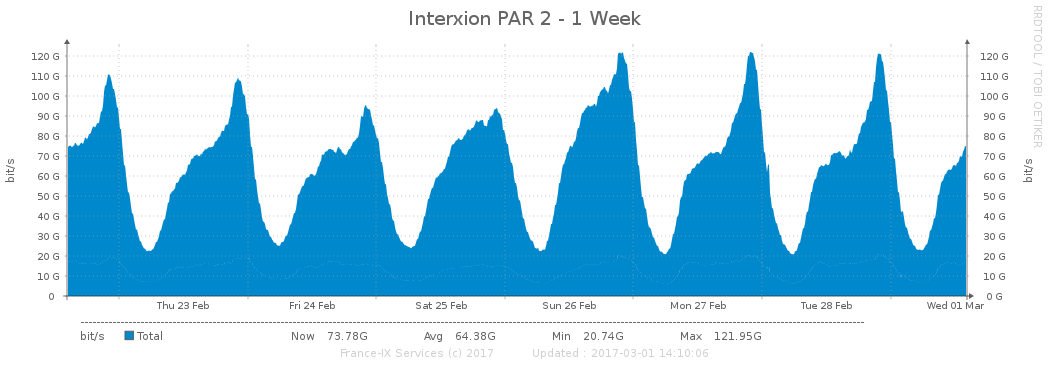 Interxion PAR 2 - 1 Week
RRDTOOL / TOBI OETIKER
bit/s
120 G
110 G
100 G
90 G
80 G
70 G
60 G
50 G
40 G
30 G
20 G
10 G
0
120 G
110 G
100 G
90 G
80 G
70 G
60 G
50 G
40 G
30 G
20 G
10 G
0 G
bit/s
Thu 23 Feb Fri 24 Feb Sat 25 Feb Sun 26 Feb Mon 27 Feb Tue 28 Feb Wed 01 Mar
bit/s Total Now 73.78G Avg 64.38G Min 20.74G Max 121.95G
France-IX Services (c) 2017 Updated : 2017-03-01 14:10:06